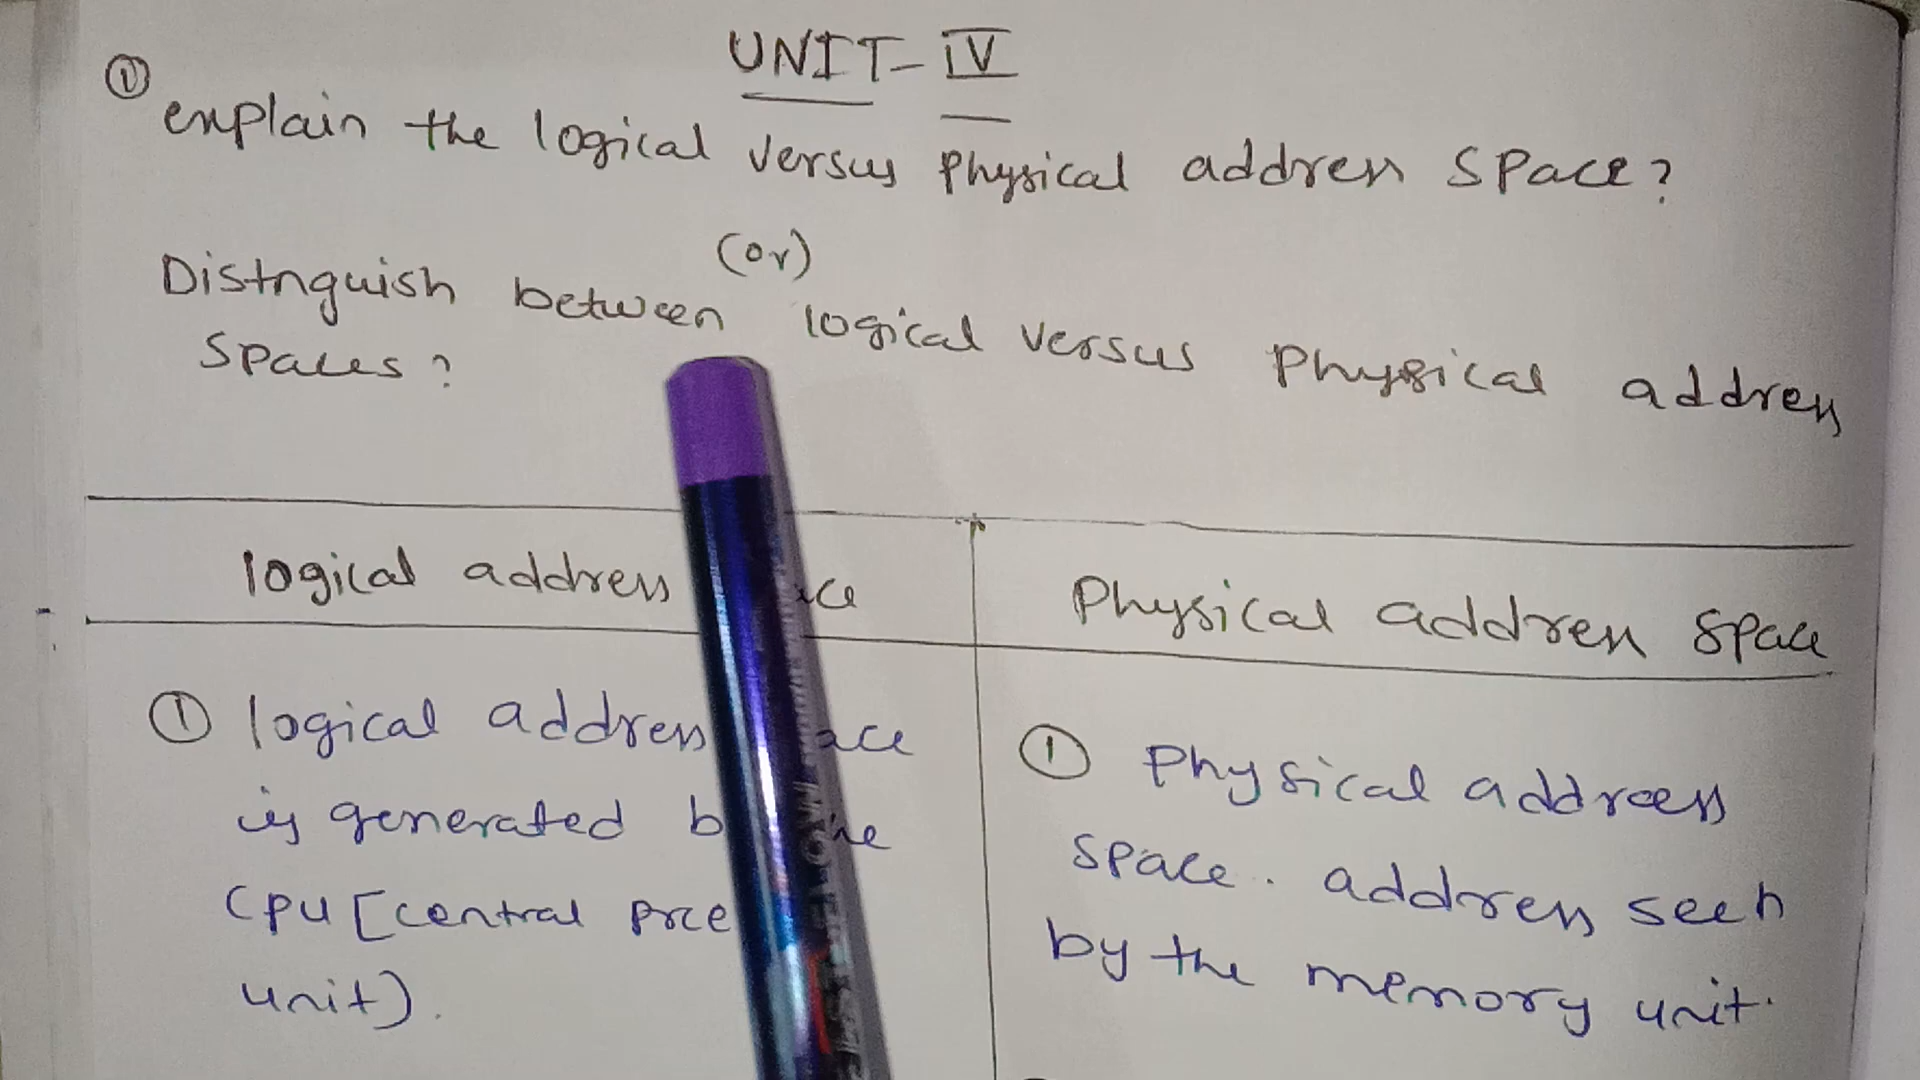 UNIT-IV
① explain the logical versus Physical address space?
(or)
Distnguish between logical versus Physical address
spaces?
logical address
Physical address space
① logical address
is generated
CPU [central
unit).
① Physical address
space. address seen
by the memory unit.